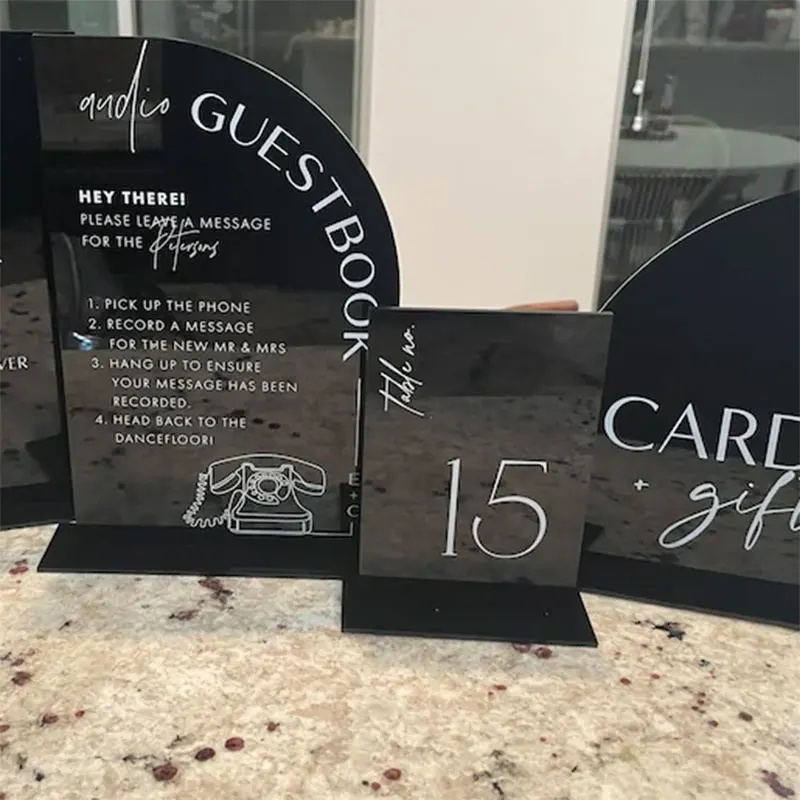 audio GUESTBOOK
HEY THERE!
PLEASE LEAVE A MESSAGE
FOR THE Petersons
1. PICK UP THE PHONE
2. RECORD A MESSAGE
FOR THE NEW MR & MRS
3. HANG UP TO ENSURE
YOUR MESSAGE HAS BEEN
RECORDED.
4. HEAD BACK TO THE
DANCEFLOOR!
E + C
table no.
15
CARD
+ gif
VER